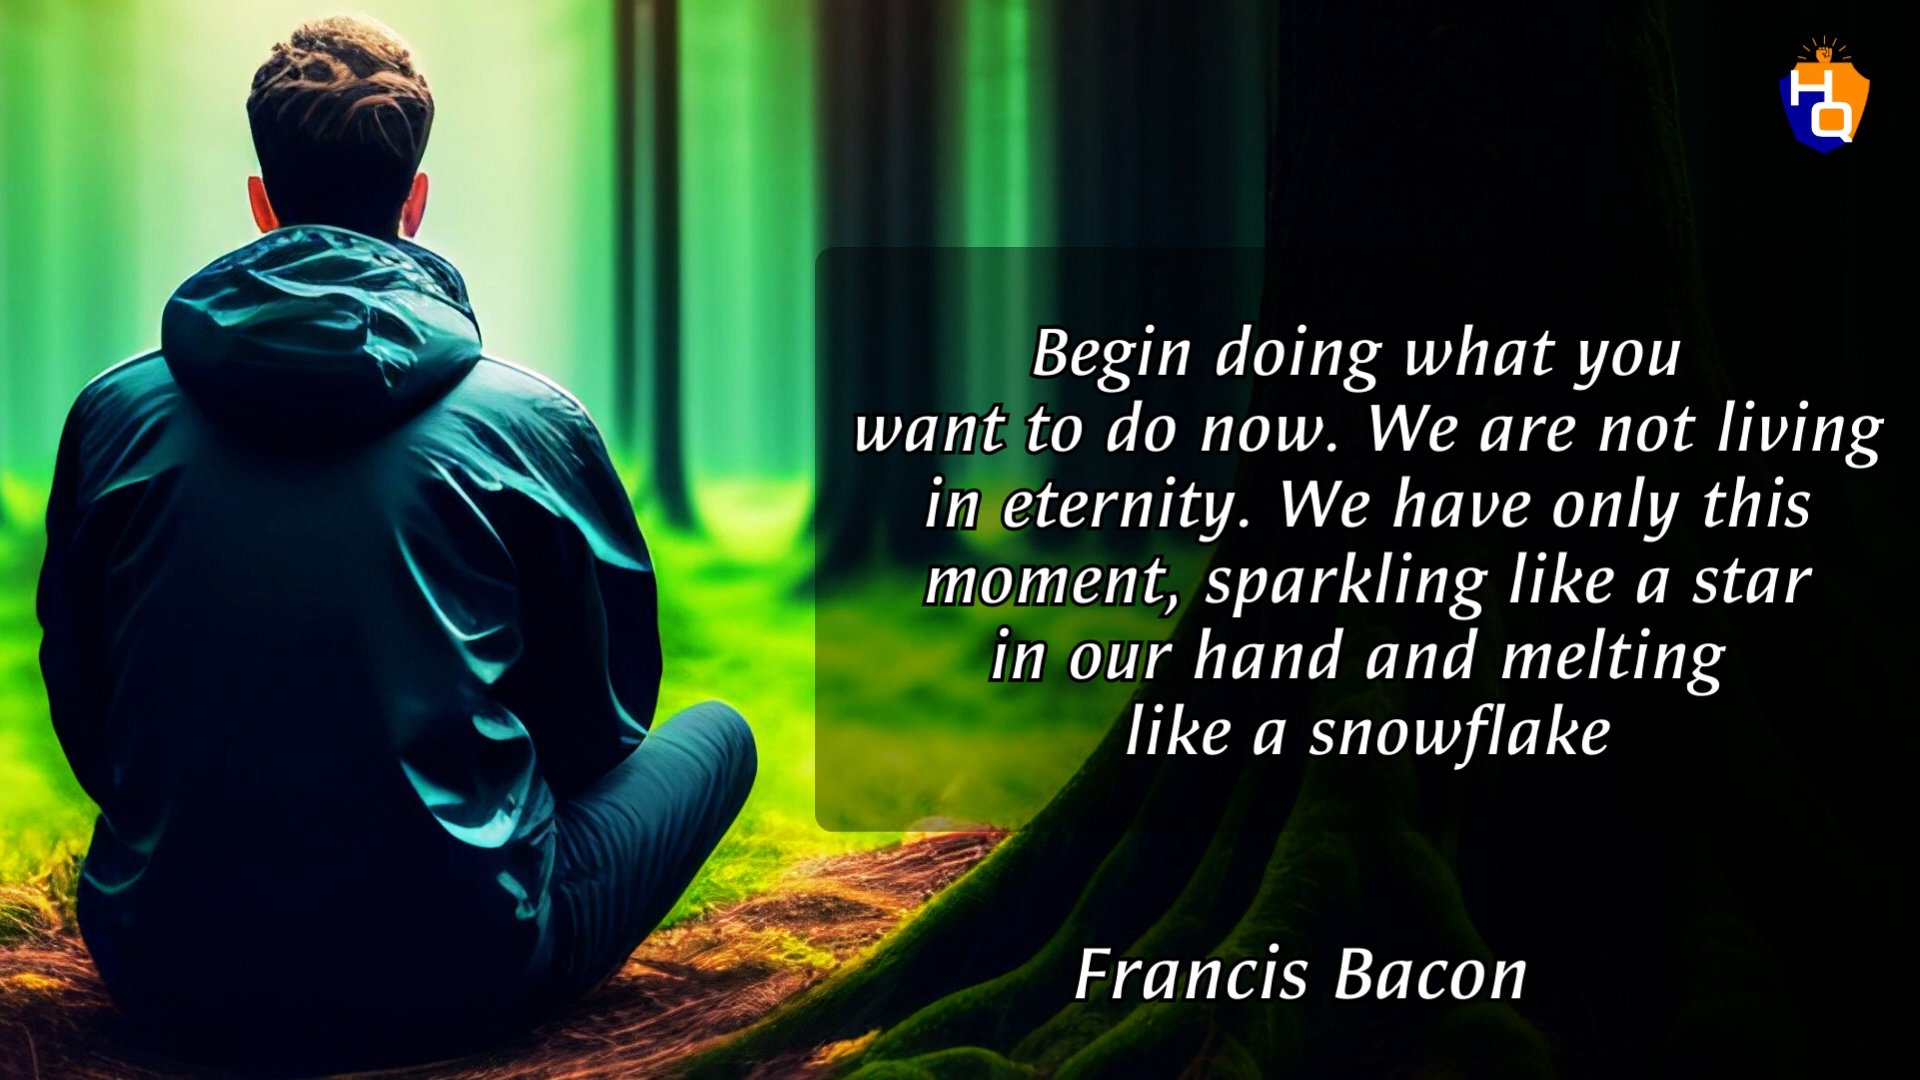 HQ
Begin doing what you
want to do now. We are not living
in eternity. We have only this
moment, sparkling like a star
in our hand and melting
like a snowflake
Francis Bacon